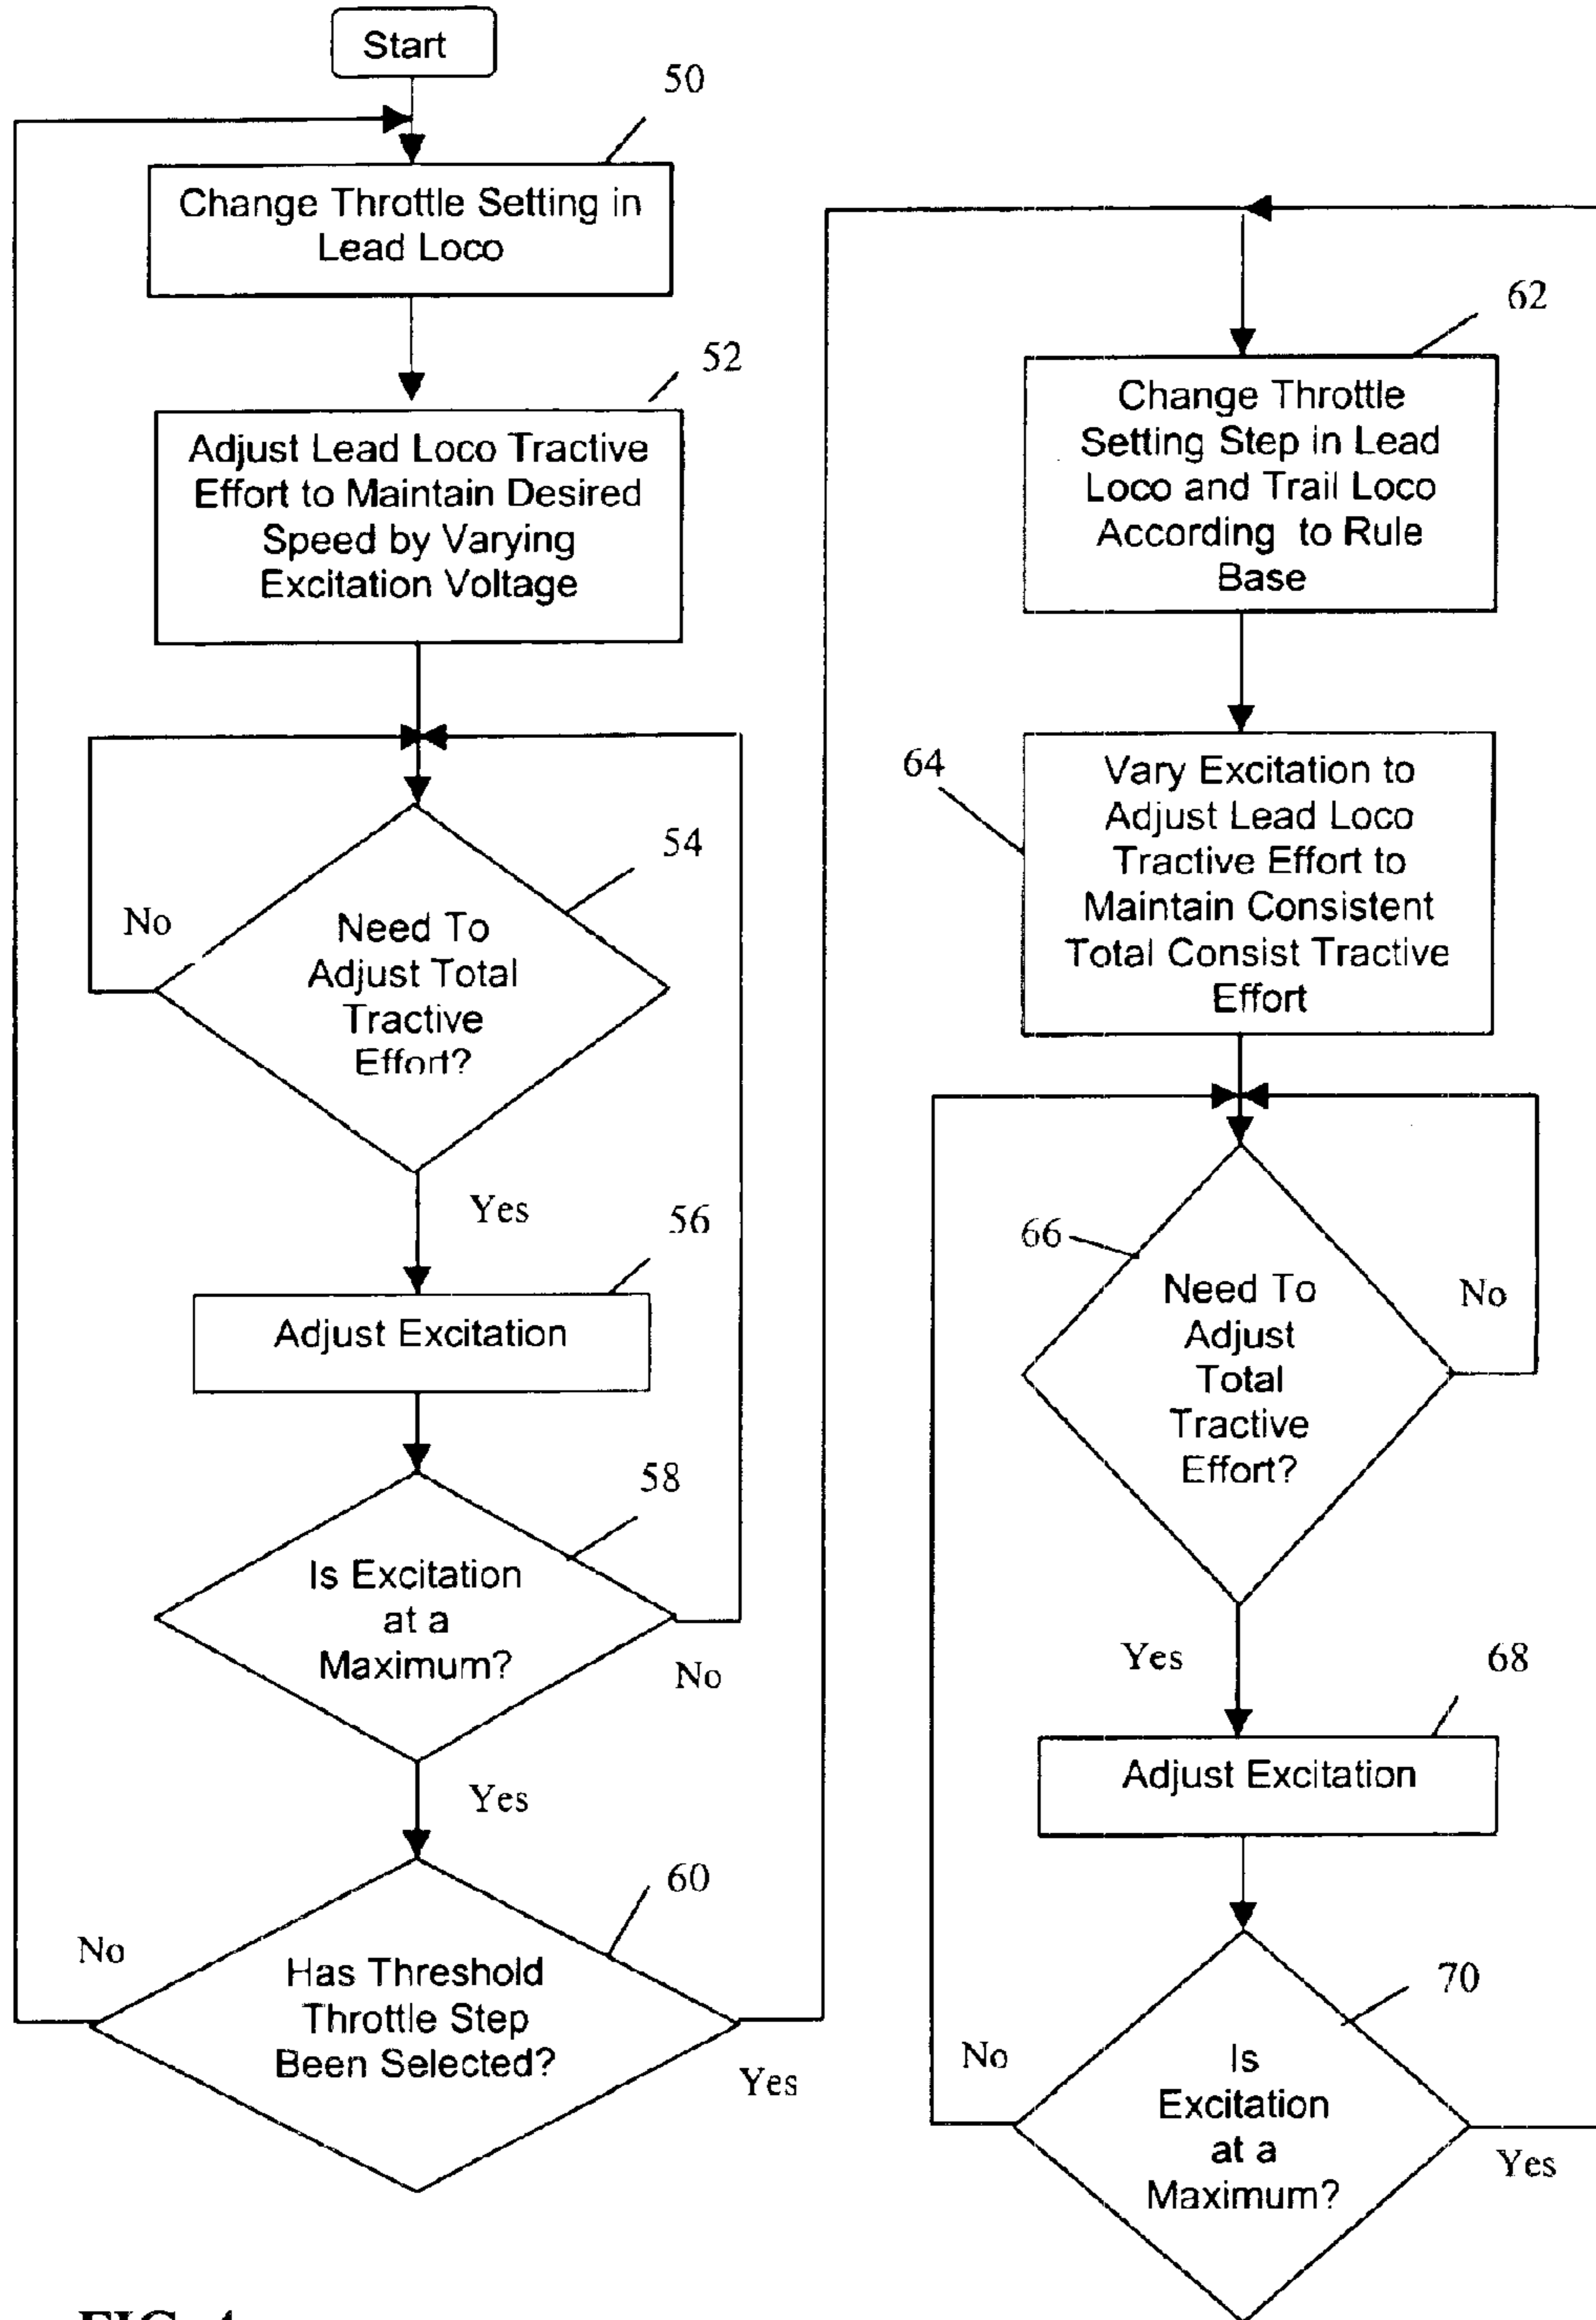 Start
50
Change Throttle Setting in
Lead Loco
52
Adjust Lead Loco Tractive
Effort to Maintain Desired
Speed by Varying
Excitation Voltage
54
No
Need To
Adjust Total
Tractive
Effort?
Yes
56
Adjust Excitation
58
Is Excitation
at a
Maximum?
No
Yes
60
No
Has Threshold
Throttle Step
Been Selected?
Yes
62
Change Throttle
Setting Step in Lead
Loco and Trail Loco
According to Rule
Base
64
Vary Excitation to
Adjust Lead Loco
Tractive Effort to
Maintain Consistent
Total Consist Tractive
Effort
66
Need To
Adjust
Total
Tractive
Effort?
No
Yes
68
Adjust Excitation
70
No
Is
Excitation
at a
Maximum?
Yes
FIG. 4